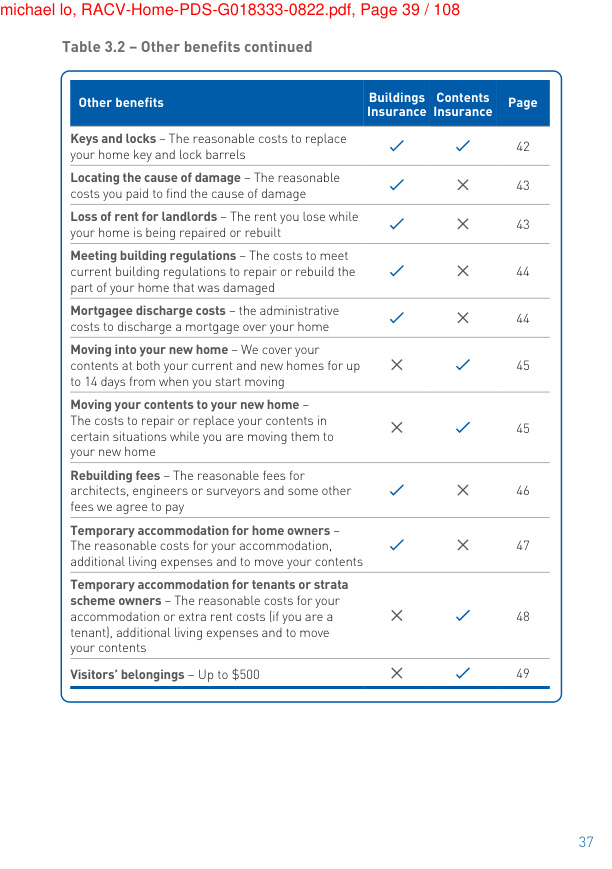 michael lo, RACV-Home-PDS-G018333-0822.pdf, Page 39 / 108
Table 3.2 – Other benefits continued
Other benefits
Buildings Insurance
Contents Insurance
Page
Keys and locks – The reasonable costs to replace
your home key and lock barrels
✓ ✓ 42
Locating the cause of damage – The reasonable
costs you paid to find the cause of damage
✓ ✕ 43
Loss of rent for landlords – The rent you lose while
your home is being repaired or rebuilt
✓ ✕ 43
Meeting building regulations – The costs to meet
current building regulations to repair or rebuild the
part of your home that was damaged
✓ ✕ 44
Mortgagee discharge costs – the administrative
costs to discharge a mortgage over your home
✓ ✕ 44
Moving into your new home – We cover your
contents at both your current and new homes for up
to 14 days from when you start moving
✕ ✓ 45
Moving your contents to your new home –
The costs to repair or replace your contents in
certain situations while you are moving them to
your new home
✕ ✓ 45
Rebuilding fees – The reasonable fees for
architects, engineers or surveyors and some other
fees we agree to pay
✓ ✕ 46
Temporary accommodation for home owners –
The reasonable costs for your accommodation,
additional living expenses and to move your contents
✓ ✕ 47
Temporary accommodation for tenants or strata
scheme owners – The reasonable costs for your
accommodation or extra rent costs (if you are a
tenant), additional living expenses and to move
your contents
✕ ✓ 48
Visitors’ belongings – Up to $500
✕ ✓ 49
37